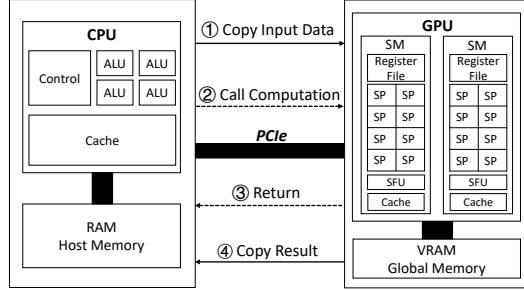 CPU
Control
ALU
ALU
ALU
ALU
Cache
RAM
Host Memory
① Copy Input Data
② Call Computation
PCIe
③ Return
④ Copy Result
GPU
SM
Register
File
SP SP
SP SP
SP SP
SP SP
SFU
Cache
SM
Register
File
SP SP
SP SP
SP SP
SP SP
SFU
Cache
VRAM
Global Memory